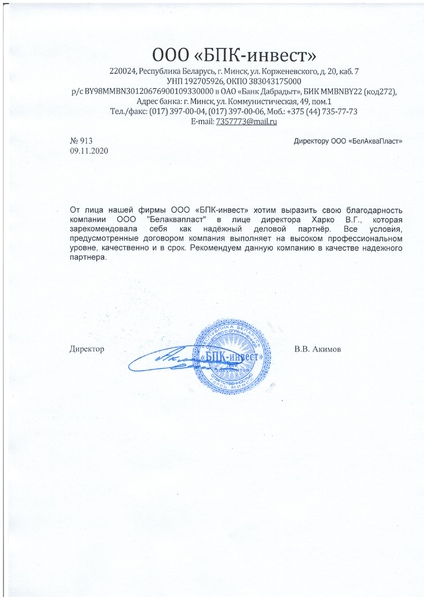 ООО «БПК-инвест»
220024, Республика Беларусь, г. Минск, ул. Корженевского, д. 20, каб. 7
УНП 192705926, ОКПО 383043175000
р/с BY98MMBN30120676900109330000 в ОАО «Банк Дабрабыт», БИК MMBNBY22 (код272),
Адрес банка: г. Минск, ул. Коммунистическая, 49, пом.1
Тел./факс: (017) 397-00-04, (017) 397-00-06, Моб.: +375 (44) 735-77-73
E-mail: 7357773@mail.ru
№ 913
Директору ООО «БелАкваПласт»
09.11.2020
От лица нашей фирмы ООО «БПК-инвест» хотим выразить свою благодарность
компании ООО "Белаквапласт" в лице директора Харко В.Г., которая
зарекомендовала себя как надёжный деловой партнёр. Все условия,
предусмотренные договором компания выполняет на высоком профессиональном
уровне, качественно и в срок. Рекомендуем данную компанию в качестве надежного
партнера.
Директор
«БПК-инвест»
В.В. Акимов